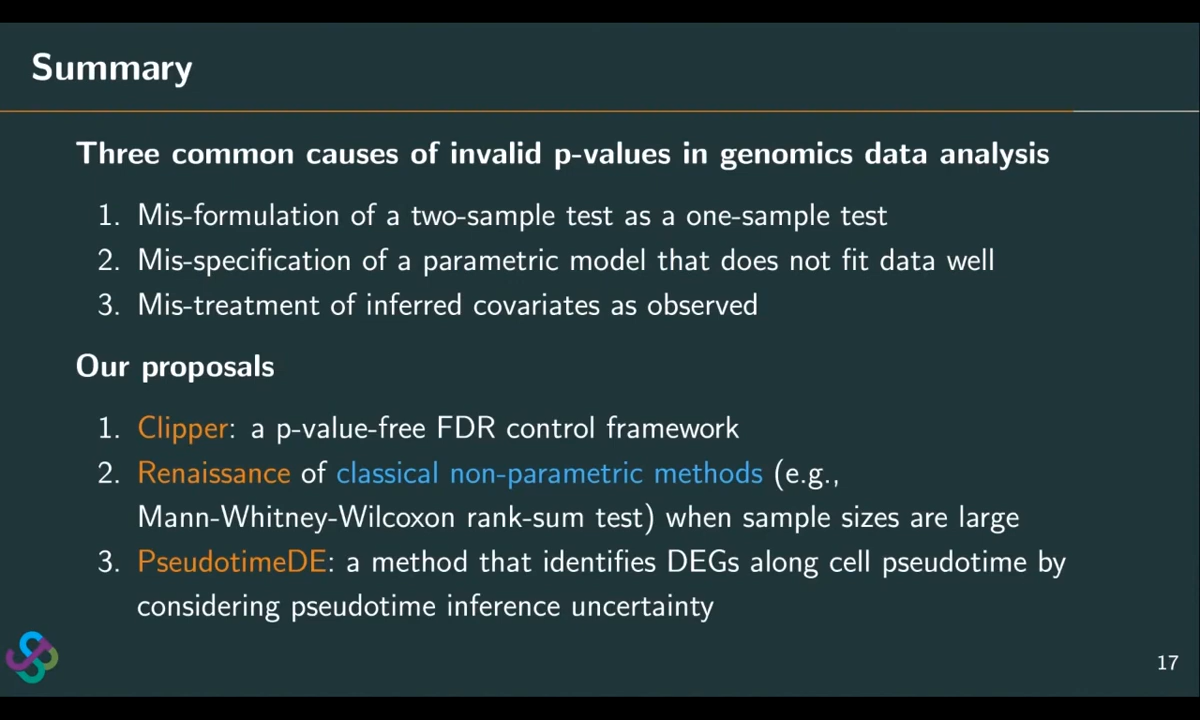 Summary
Three common causes of invalid p-values in genomics data analysis
1. Mis-formulation of a two-sample test as a one-sample test
2. Mis-specification of a parametric model that does not fit data well
3. Mis-treatment of inferred covariates as observed
Our proposals
1. Clipper: a p-value-free FDR control framework
2. Renaissance of classical non-parametric methods (e.g.,
Mann-Whitney-Wilcoxon rank-sum test) when sample sizes are large
3. PseudotimeDE: a method that identifies DEGs along cell pseudotime by
considering pseudotime inference uncertainty
17